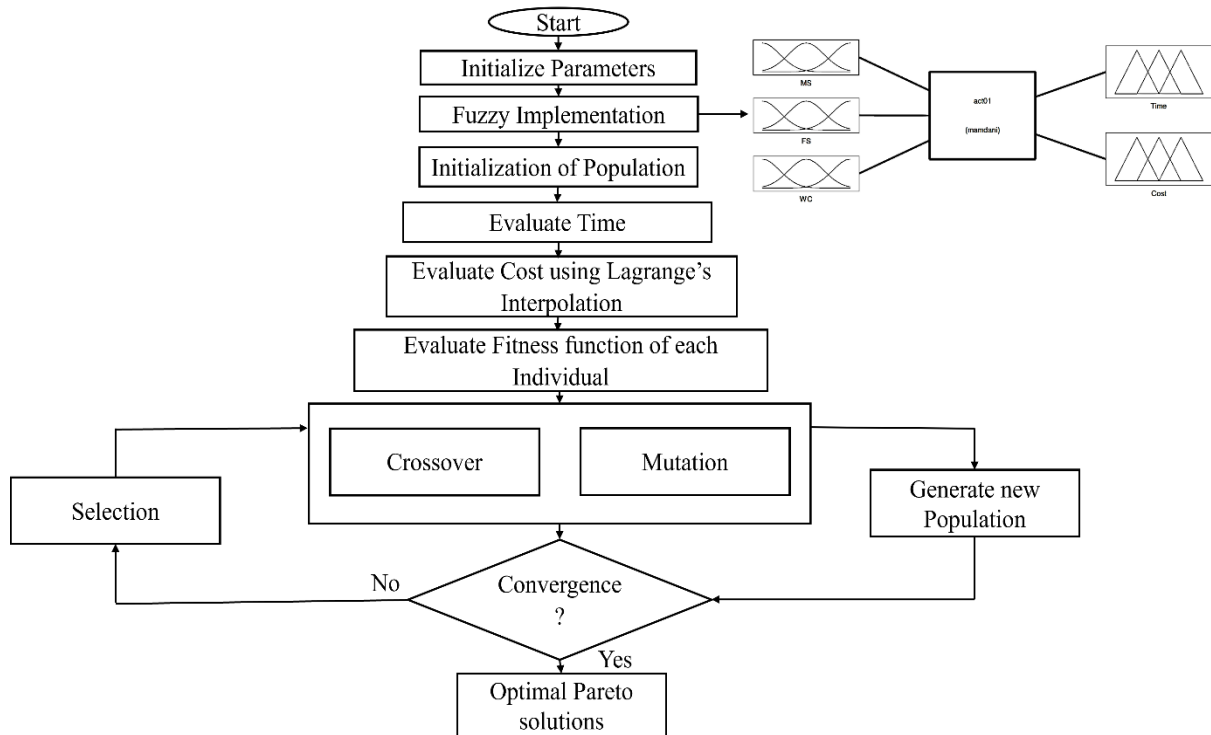 Start
Initialize Parameters
Fuzzy Implementation
MS
FS
WC
act01
(mamdani)
Time
Cost
Initialization of Population
Evaluate Time
Evaluate Cost using Lagrange’s
Interpolation
Evaluate Fitness function of each
Individual
Crossover
Mutation
Selection
Generate new
Population
No
Convergence
?
Yes
Optimal Pareto
solutions